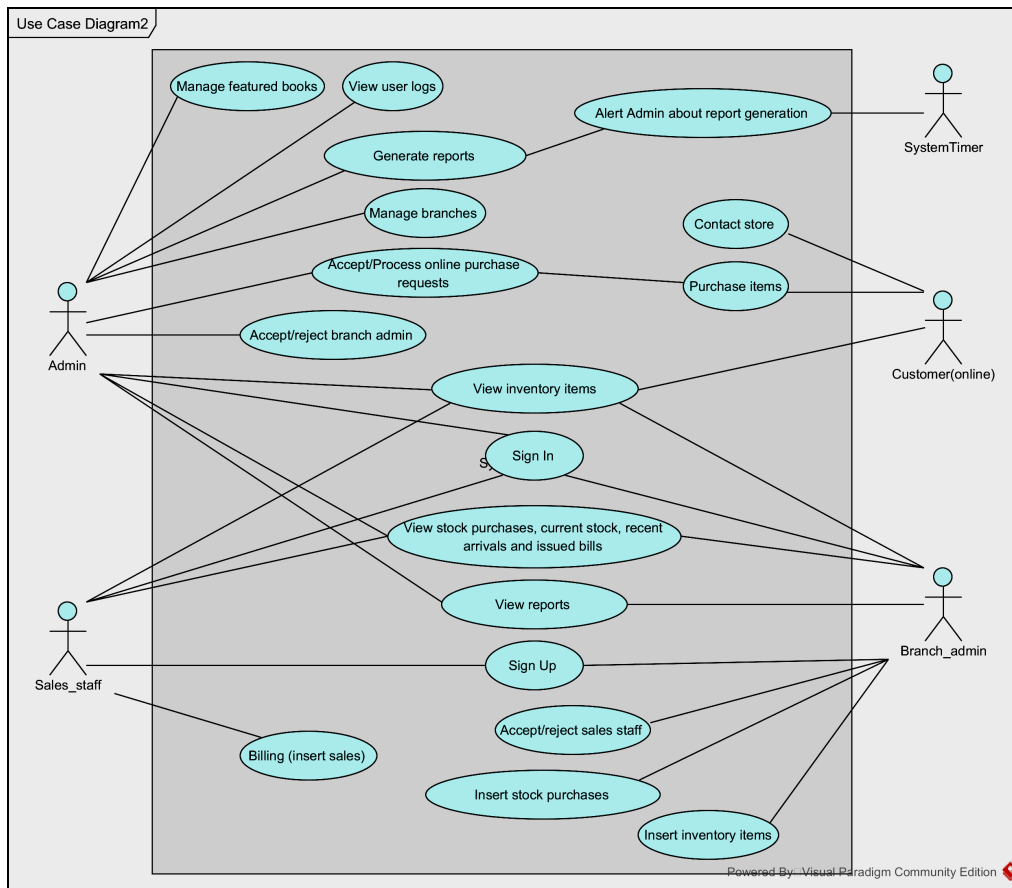 Use Case Diagram2
Manage featured books
View user logs
Alert Admin about report generation
SystemTimer
Generate reports
Manage branches
Contact store
Accept/Process online purchase
requests
Purchase items
Accept/reject branch admin
Admin
Customer(online)
View inventory items
Sign In
View stock purchases, current stock, recent
arrivals and issued bills
View reports
Branch_admin
Sign Up
Sales_staff
Accept/reject sales staff
Billing (insert sales)
Insert stock purchases
Insert inventory items
Powered By: Visual Paradigm Community Edition